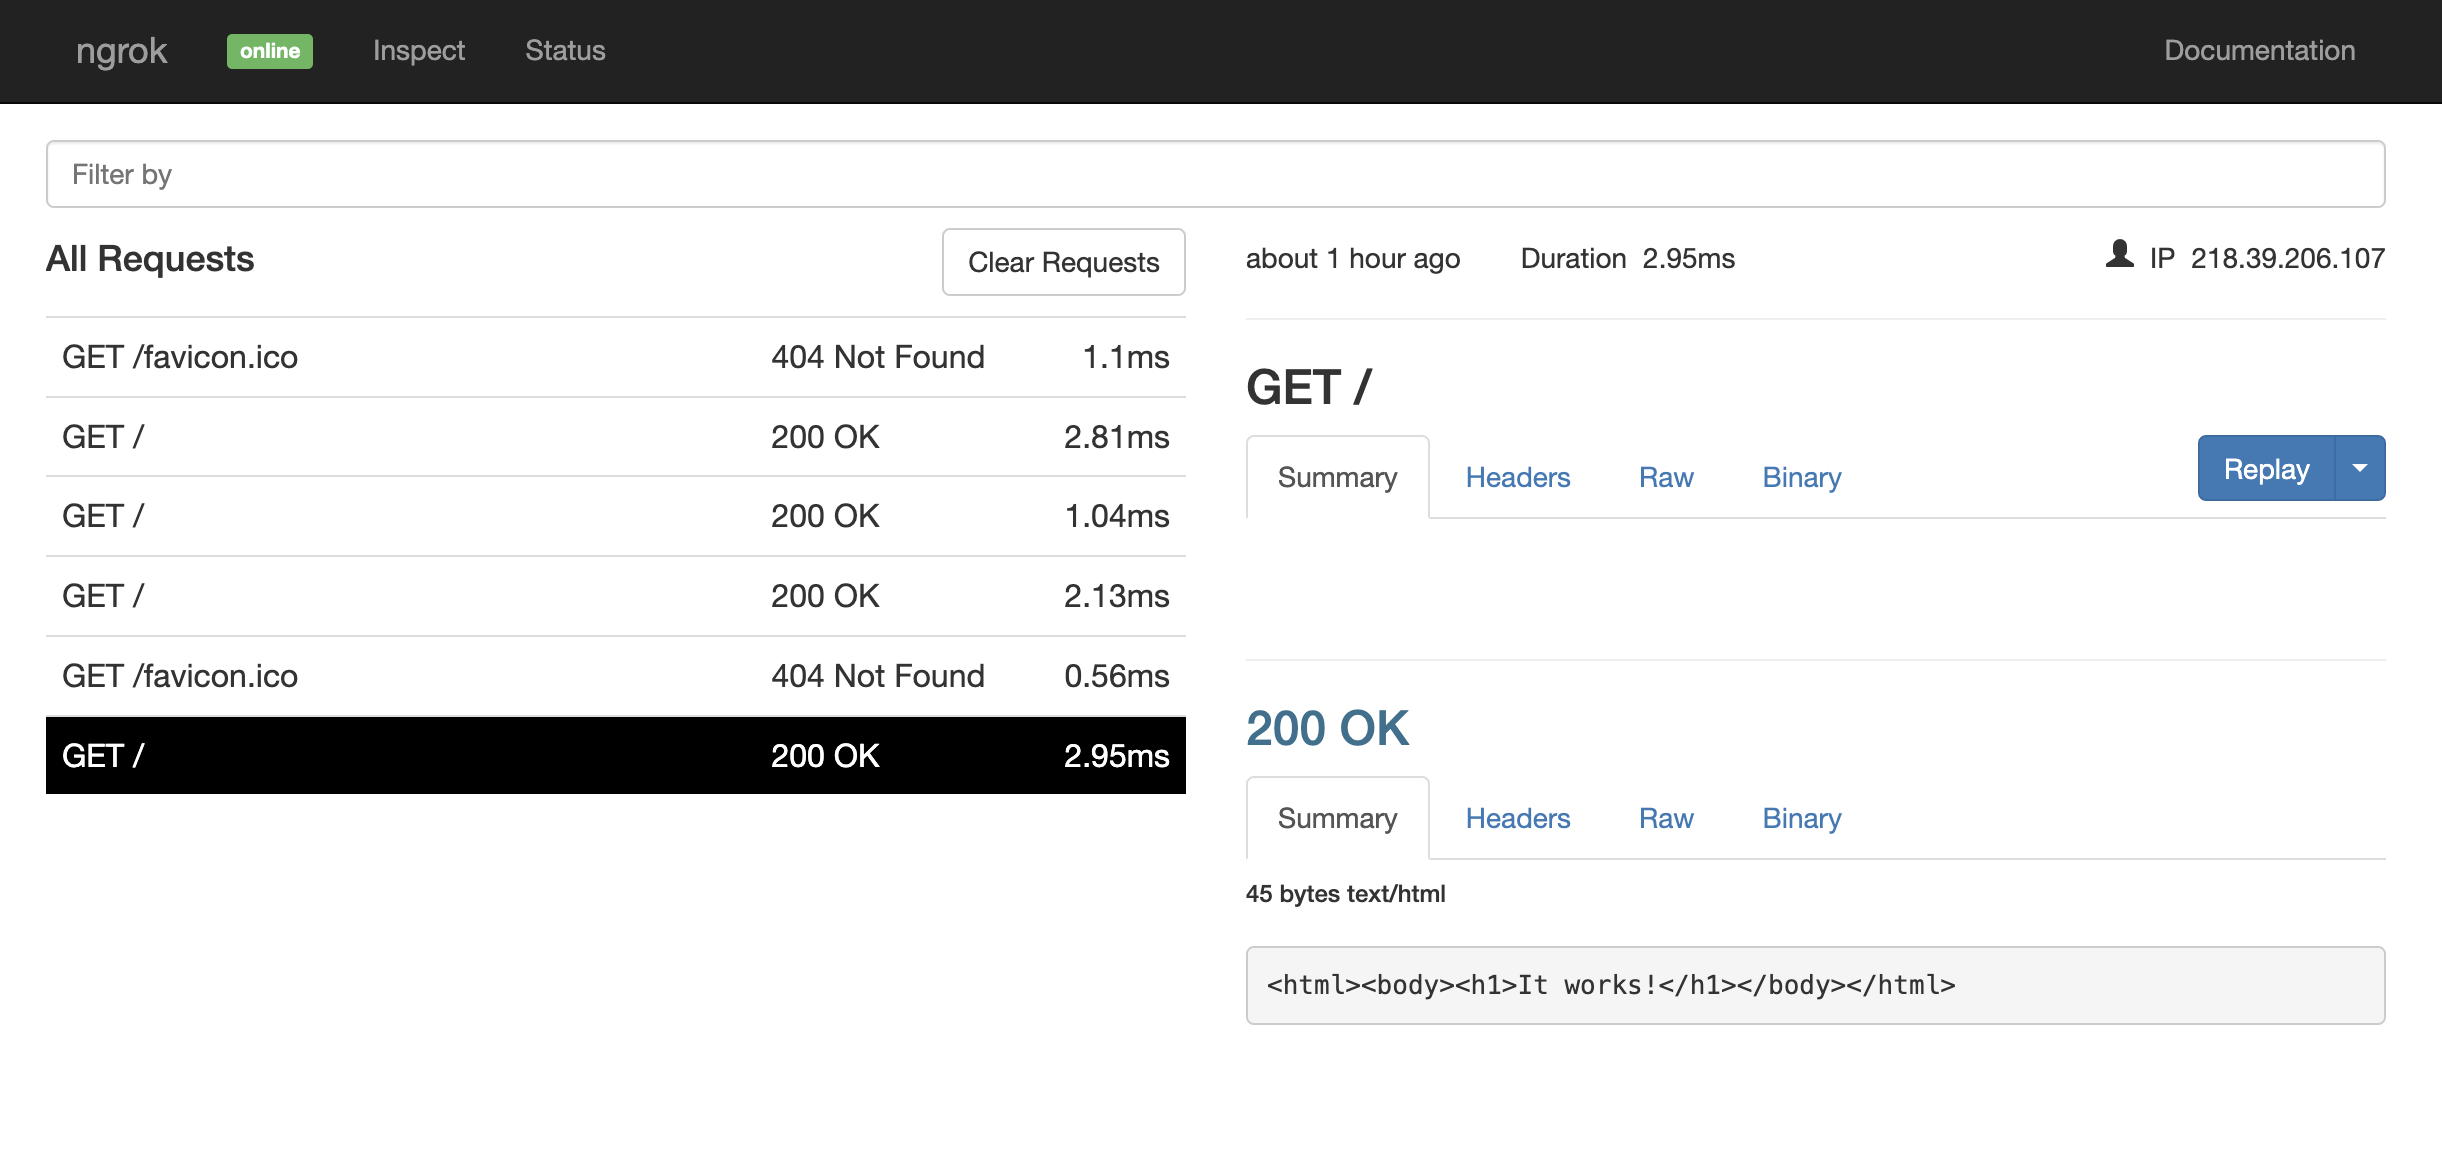 ngrok online Inspect Status Documentation
Filter by
All Requests Clear Requests
GET /favicon.ico 404 Not Found 1.1ms
GET / 200 OK 2.81ms
GET / 200 OK 1.04ms
GET / 200 OK 2.13ms
GET /favicon.ico 404 Not Found 0.56ms
GET / 200 OK 2.95ms
about 1 hour ago Duration 2.95ms IP 218.39.206.107
GET /
Summary Headers Raw Binary Replay
200 OK
Summary Headers Raw Binary
45 bytes text/html
<html><body><h1>It works!</h1></body></html>